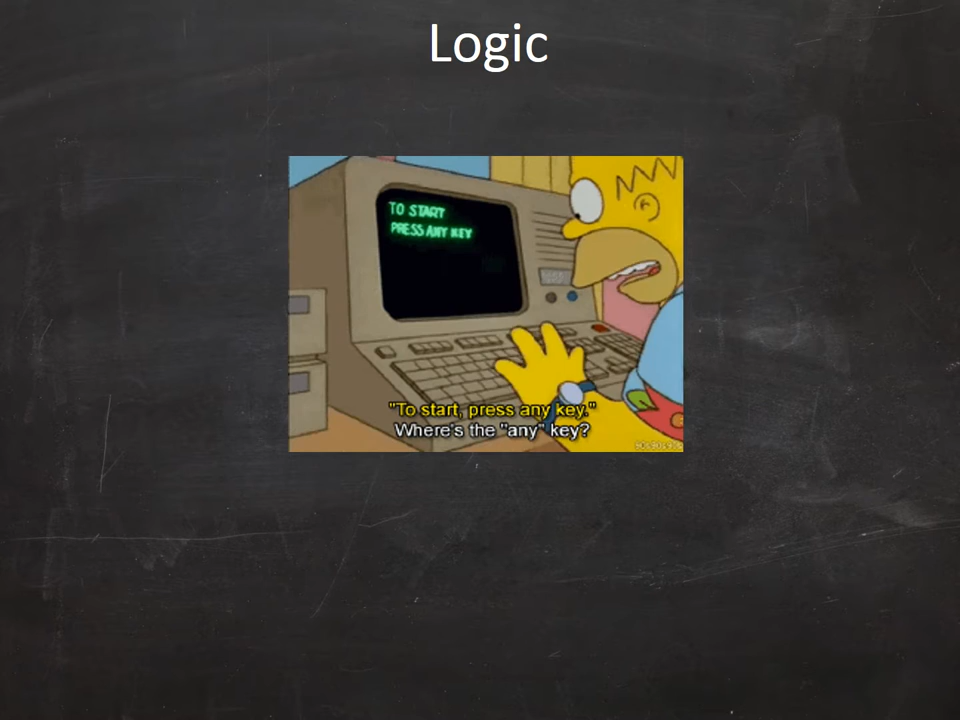 Logic
TO START
PRESS ANY KEY
"To start, press any key."
Where's the "any" key?